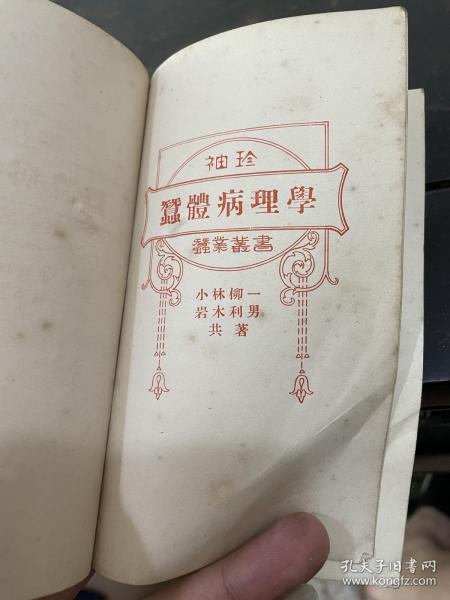 袖珍
蠶體病理學
蠶業叢書
小林柳一
岩木利男
共著
孔夫子旧书网
www.kongfz.com